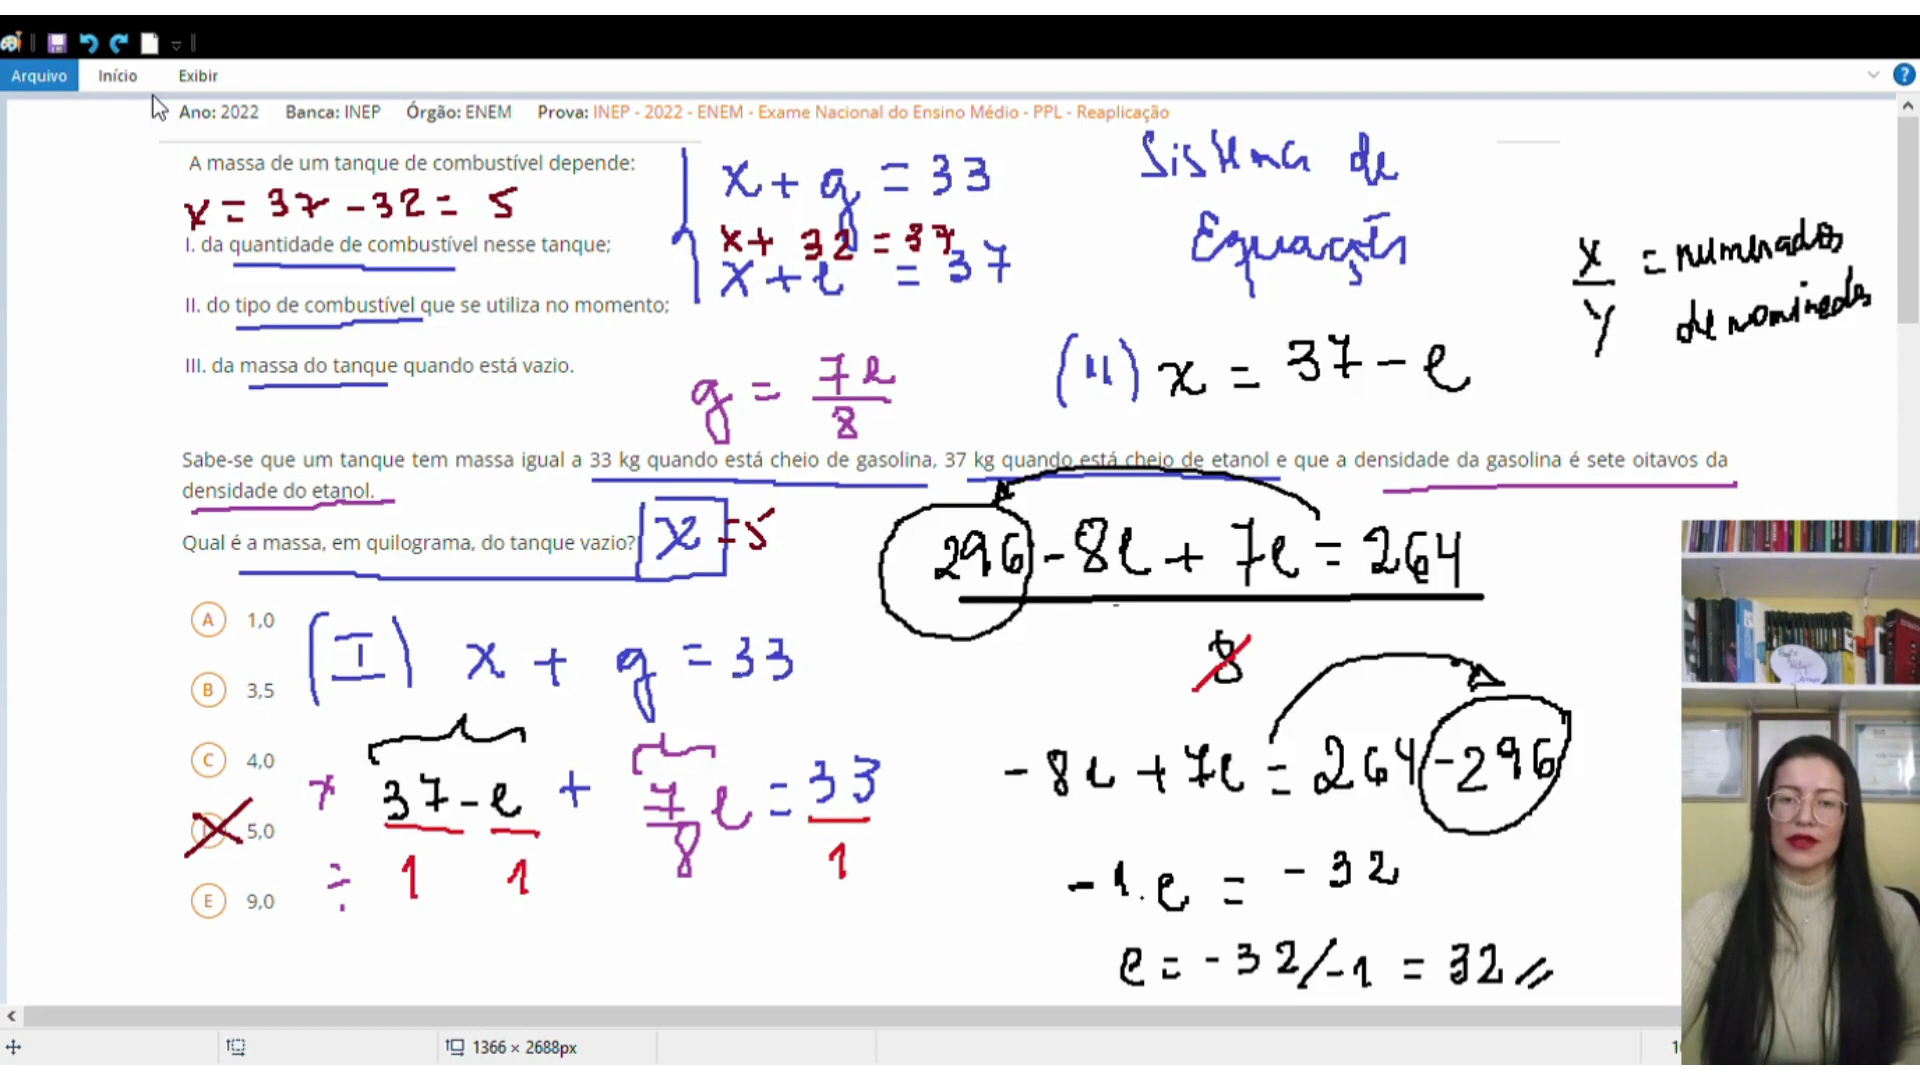 Arquivo Início Exibir
Ano: 2022 Banca: INEP Órgão: ENEM Prova: INEP - 2022 - ENEM - Exame Nacional do Ensino Médio - PPL - Reaplicação
A massa de um tanque de combustível depende:
x = 37 - 32 = 5
I. da quantidade de combustível nesse tanque;
II. do tipo de combustível que se utiliza no momento;
III. da massa do tanque quando está vazio.
x + g = 33
x + 32 = 37
x + e = 37
Sistema de
Equações
x/y = numerador
denominador
g = 7e/8
(II) x = 37 - e
Sabe-se que um tanque tem massa igual a 33 kg quando está cheio de gasolina, 37 kg quando está cheio de etanol e que a densidade da gasolina é sete oitavos da
densidade do etanol.
Qual é a massa, em quilograma, do tanque vazio? x = 5
296 - 8e + 7e = 264
8
A 1,0
B 3,5
C 4,0
5,0
E 9,0
(I) x + g = 33
x 37 - e + 7/8 e = 33
÷ 1 1 1
-8e + 7e = 264 - 296
-1.e = -32
e = -32/-1 = 32//
1366 × 2688px